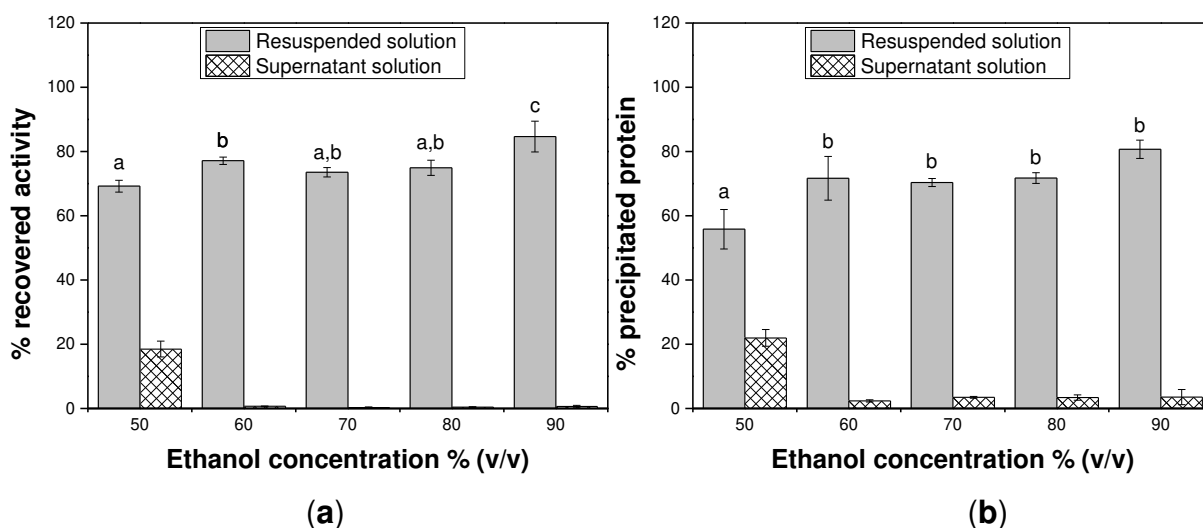 120
100
80
60
40
20
0
% recovered activity
Resuspended solution
Supernatant solution
a
b
a,b
a,b
c
50
60
70
80
90
Ethanol concentration % (v/v)
(a)
120
100
80
60
40
20
0
% precipitated protein
Resuspended solution
Supernatant solution
a
b
b
b
b
50
60
70
80
90
Ethanol concentration % (v/v)
(b)